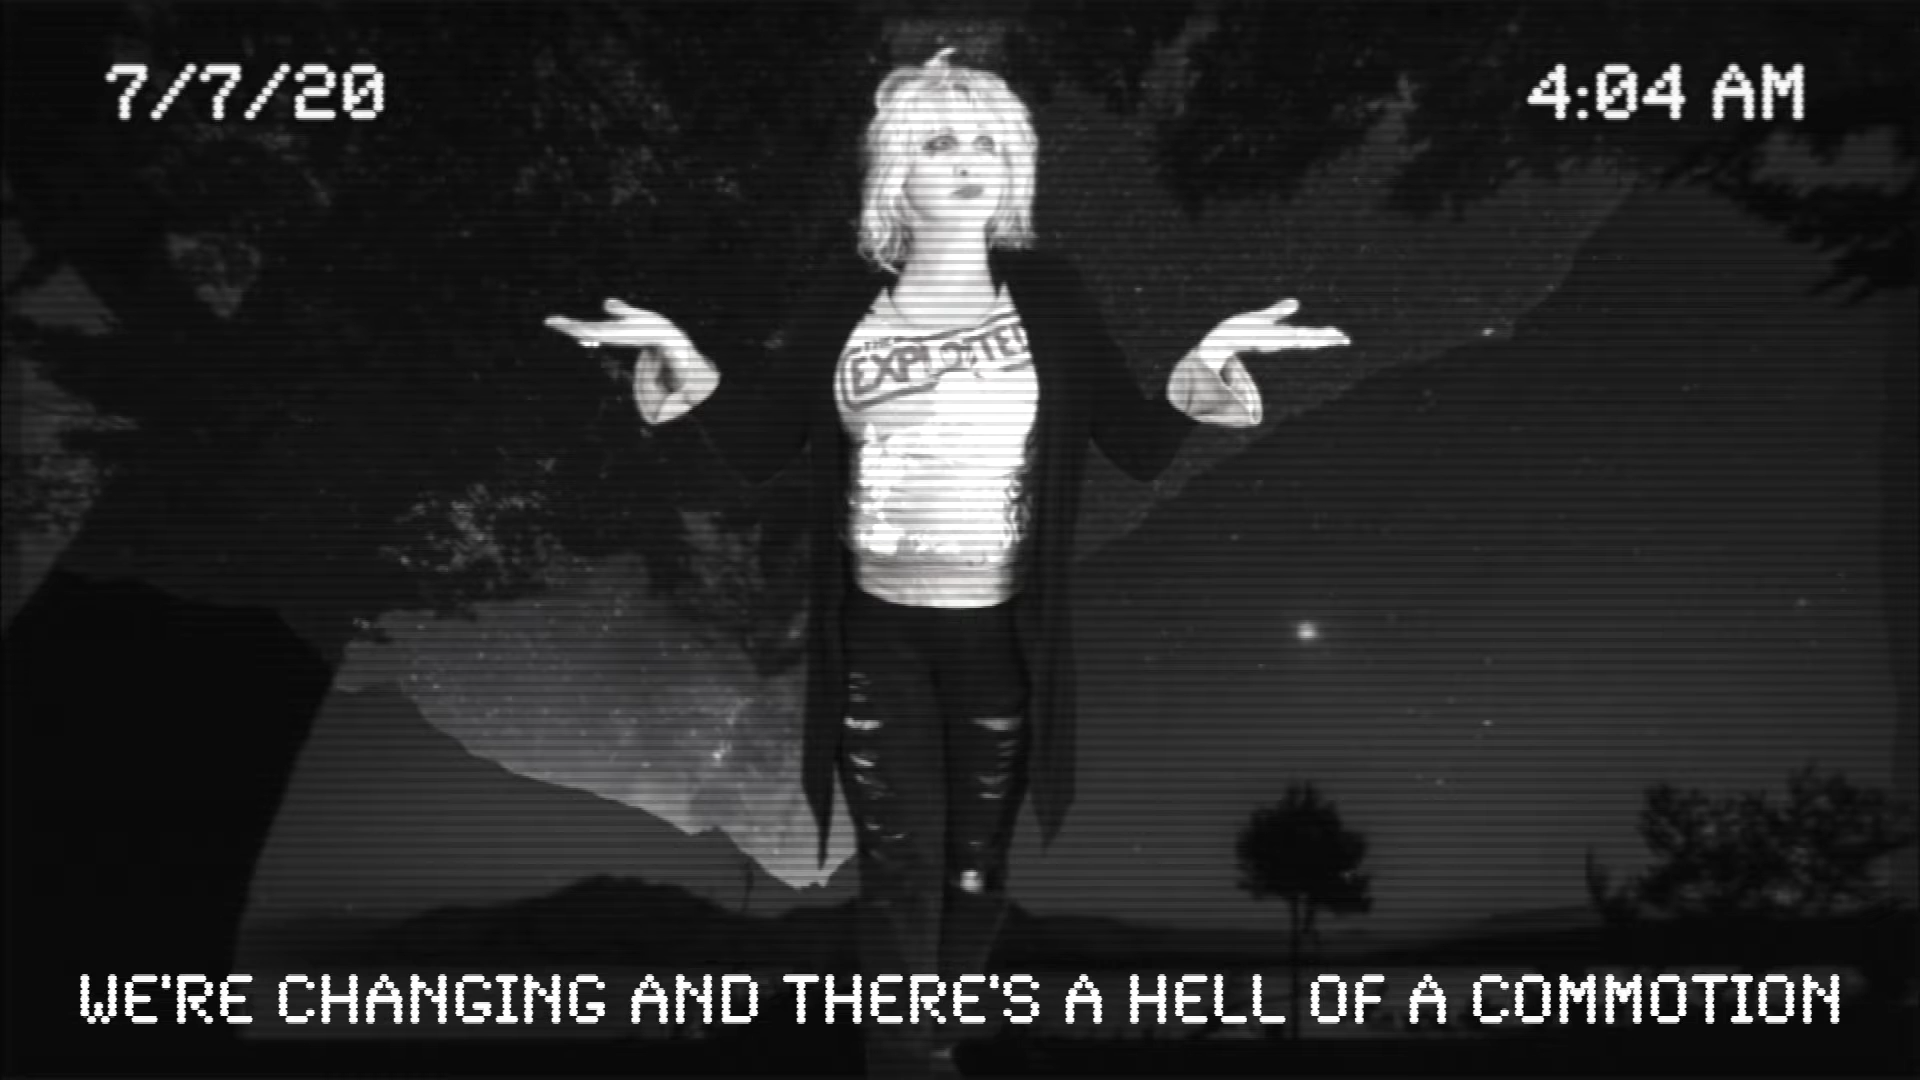 7/7/20
4:04 AM
THE
EXPLOITED
WE'RE CHANGING AND THERE'S A HELL OF A COMMOTION